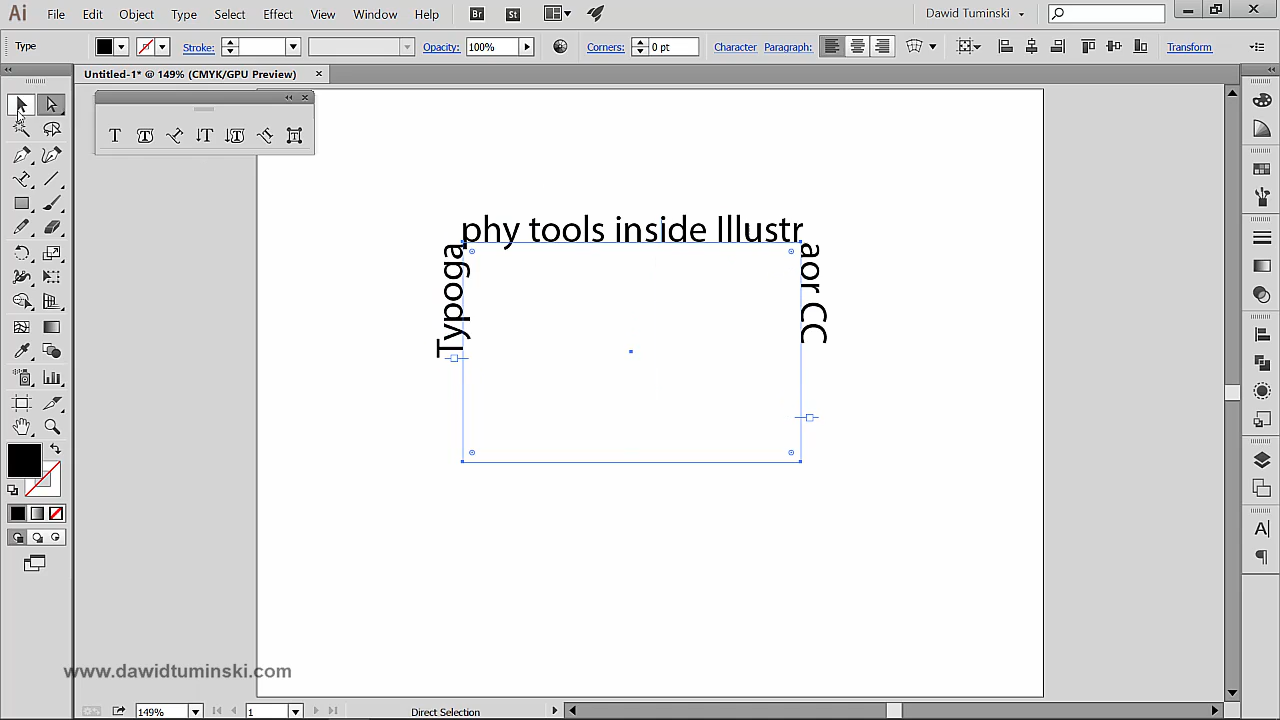 Ai File Edit Object Type Select Effect View Window Help Br St Dawid Tuminski
Type Stroke: Opacity: 100% Corners: 0 pt Character Paragraph: Transform
Untitled-1* @ 149% (CMYK/GPU Preview)
Typoga
phy tools inside Illustr
aor CC
www.dawidtuminski.com
149% 1 Direct Selection